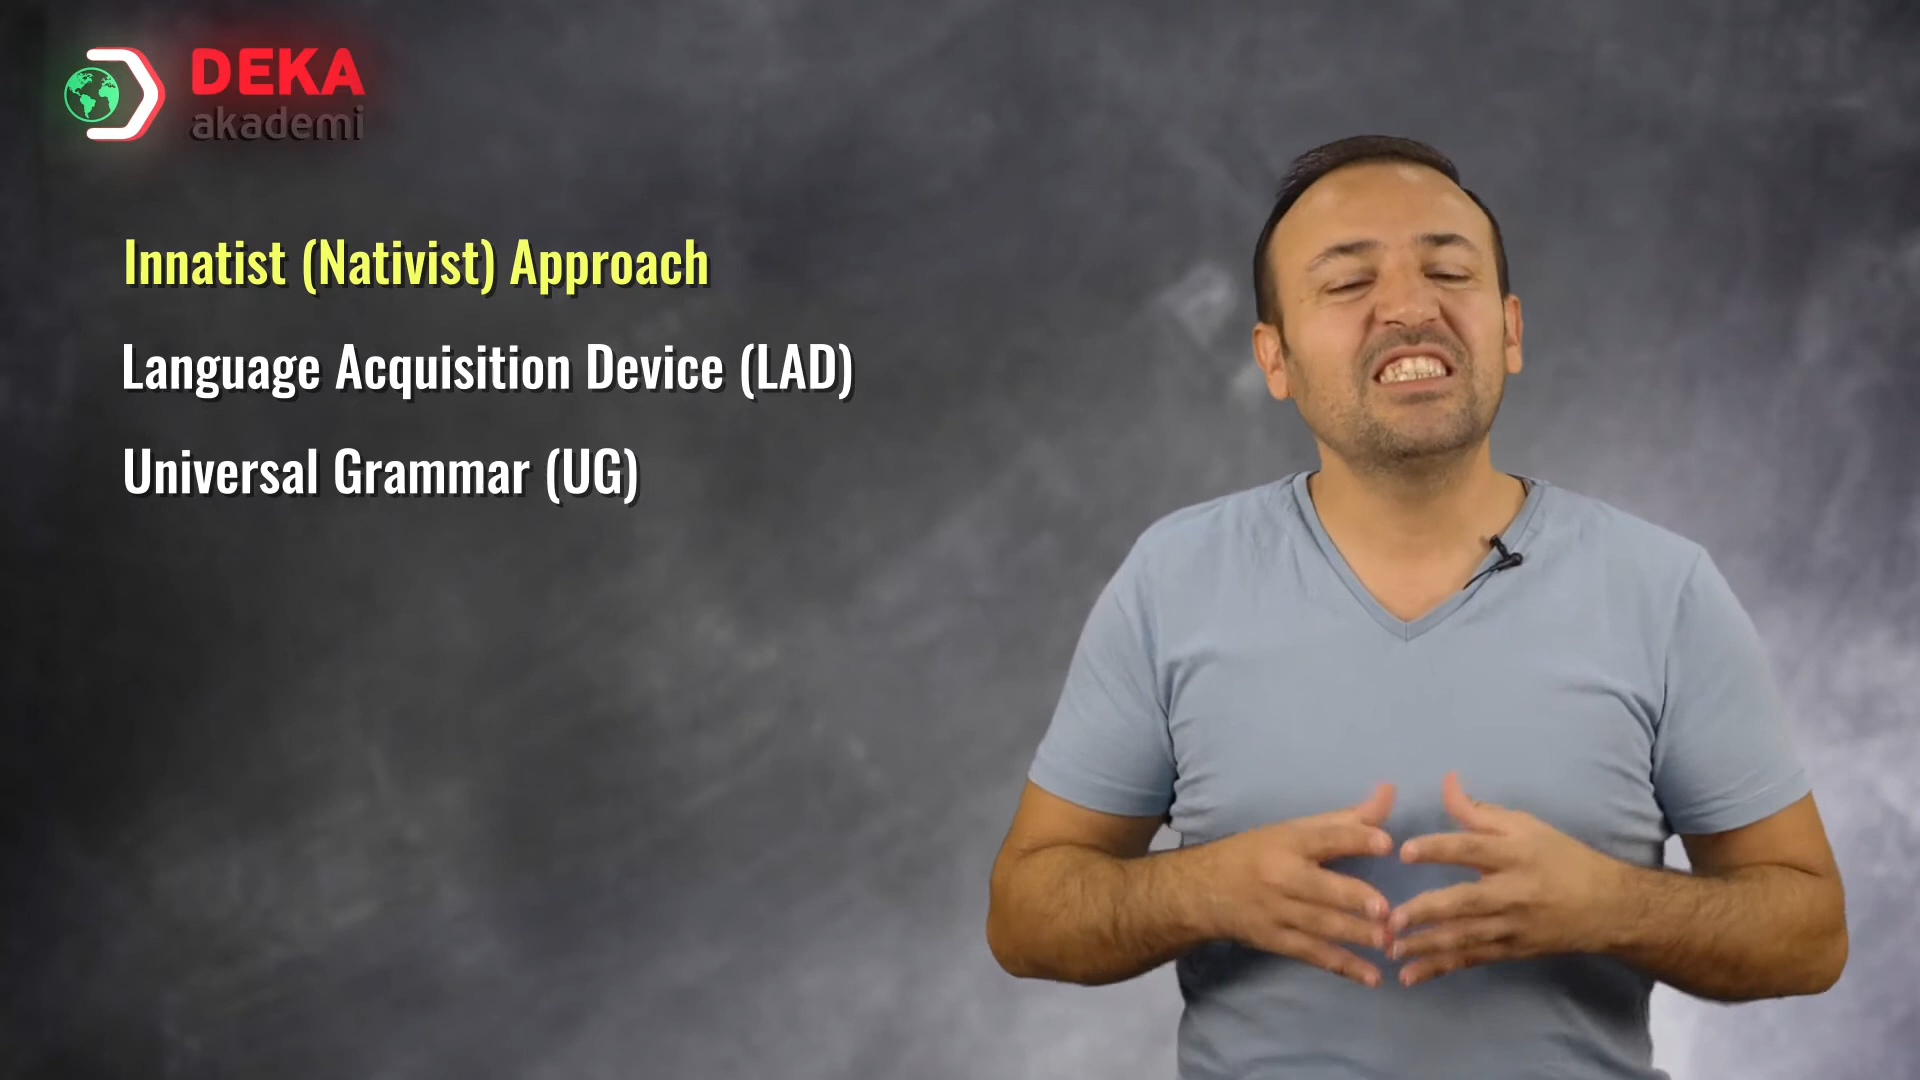 DEKA
akademi
Innatist (Nativist) Approach
Language Acquisition Device (LAD)
Universal Grammar (UG)